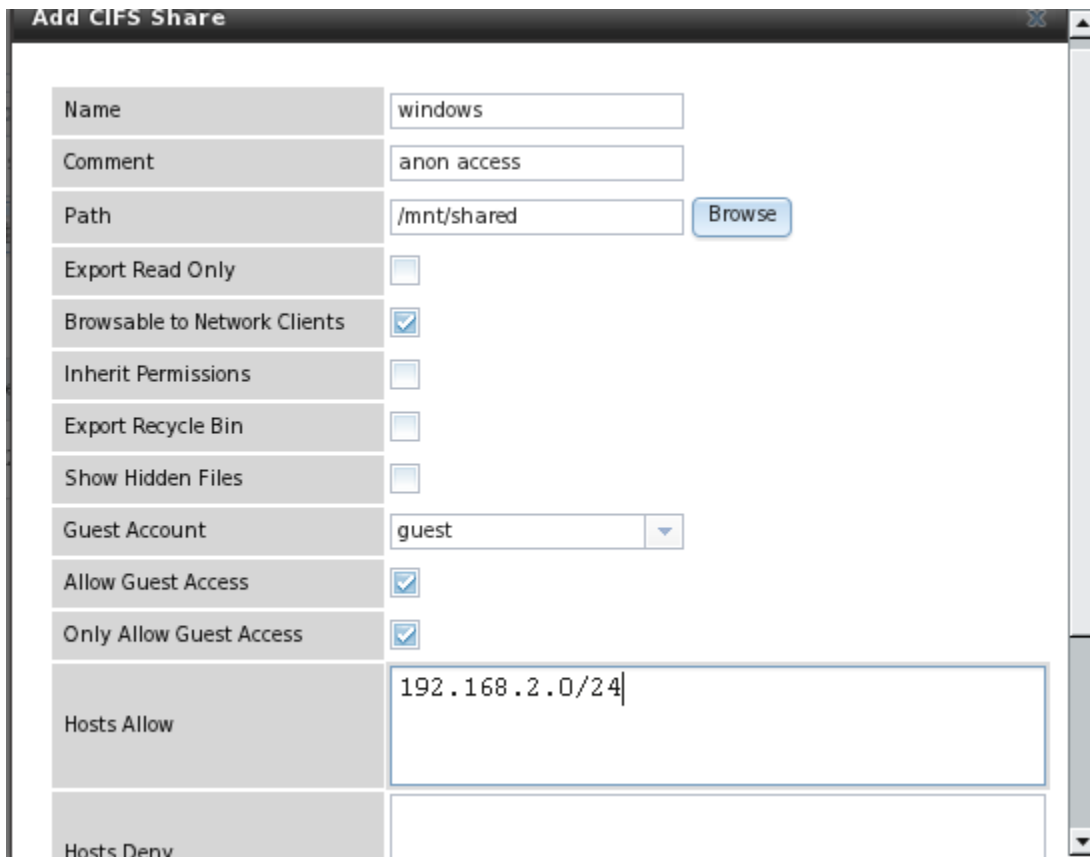 Add CIFS Share
Name windows
Comment anon access
Path /mnt/shared Browse
Export Read Only
Browsable to Network Clients
Inherit Permissions
Export Recycle Bin
Show Hidden Files
Guest Account guest
Allow Guest Access
Only Allow Guest Access
Hosts Allow 192.168.2.0/24
Hosts Deny